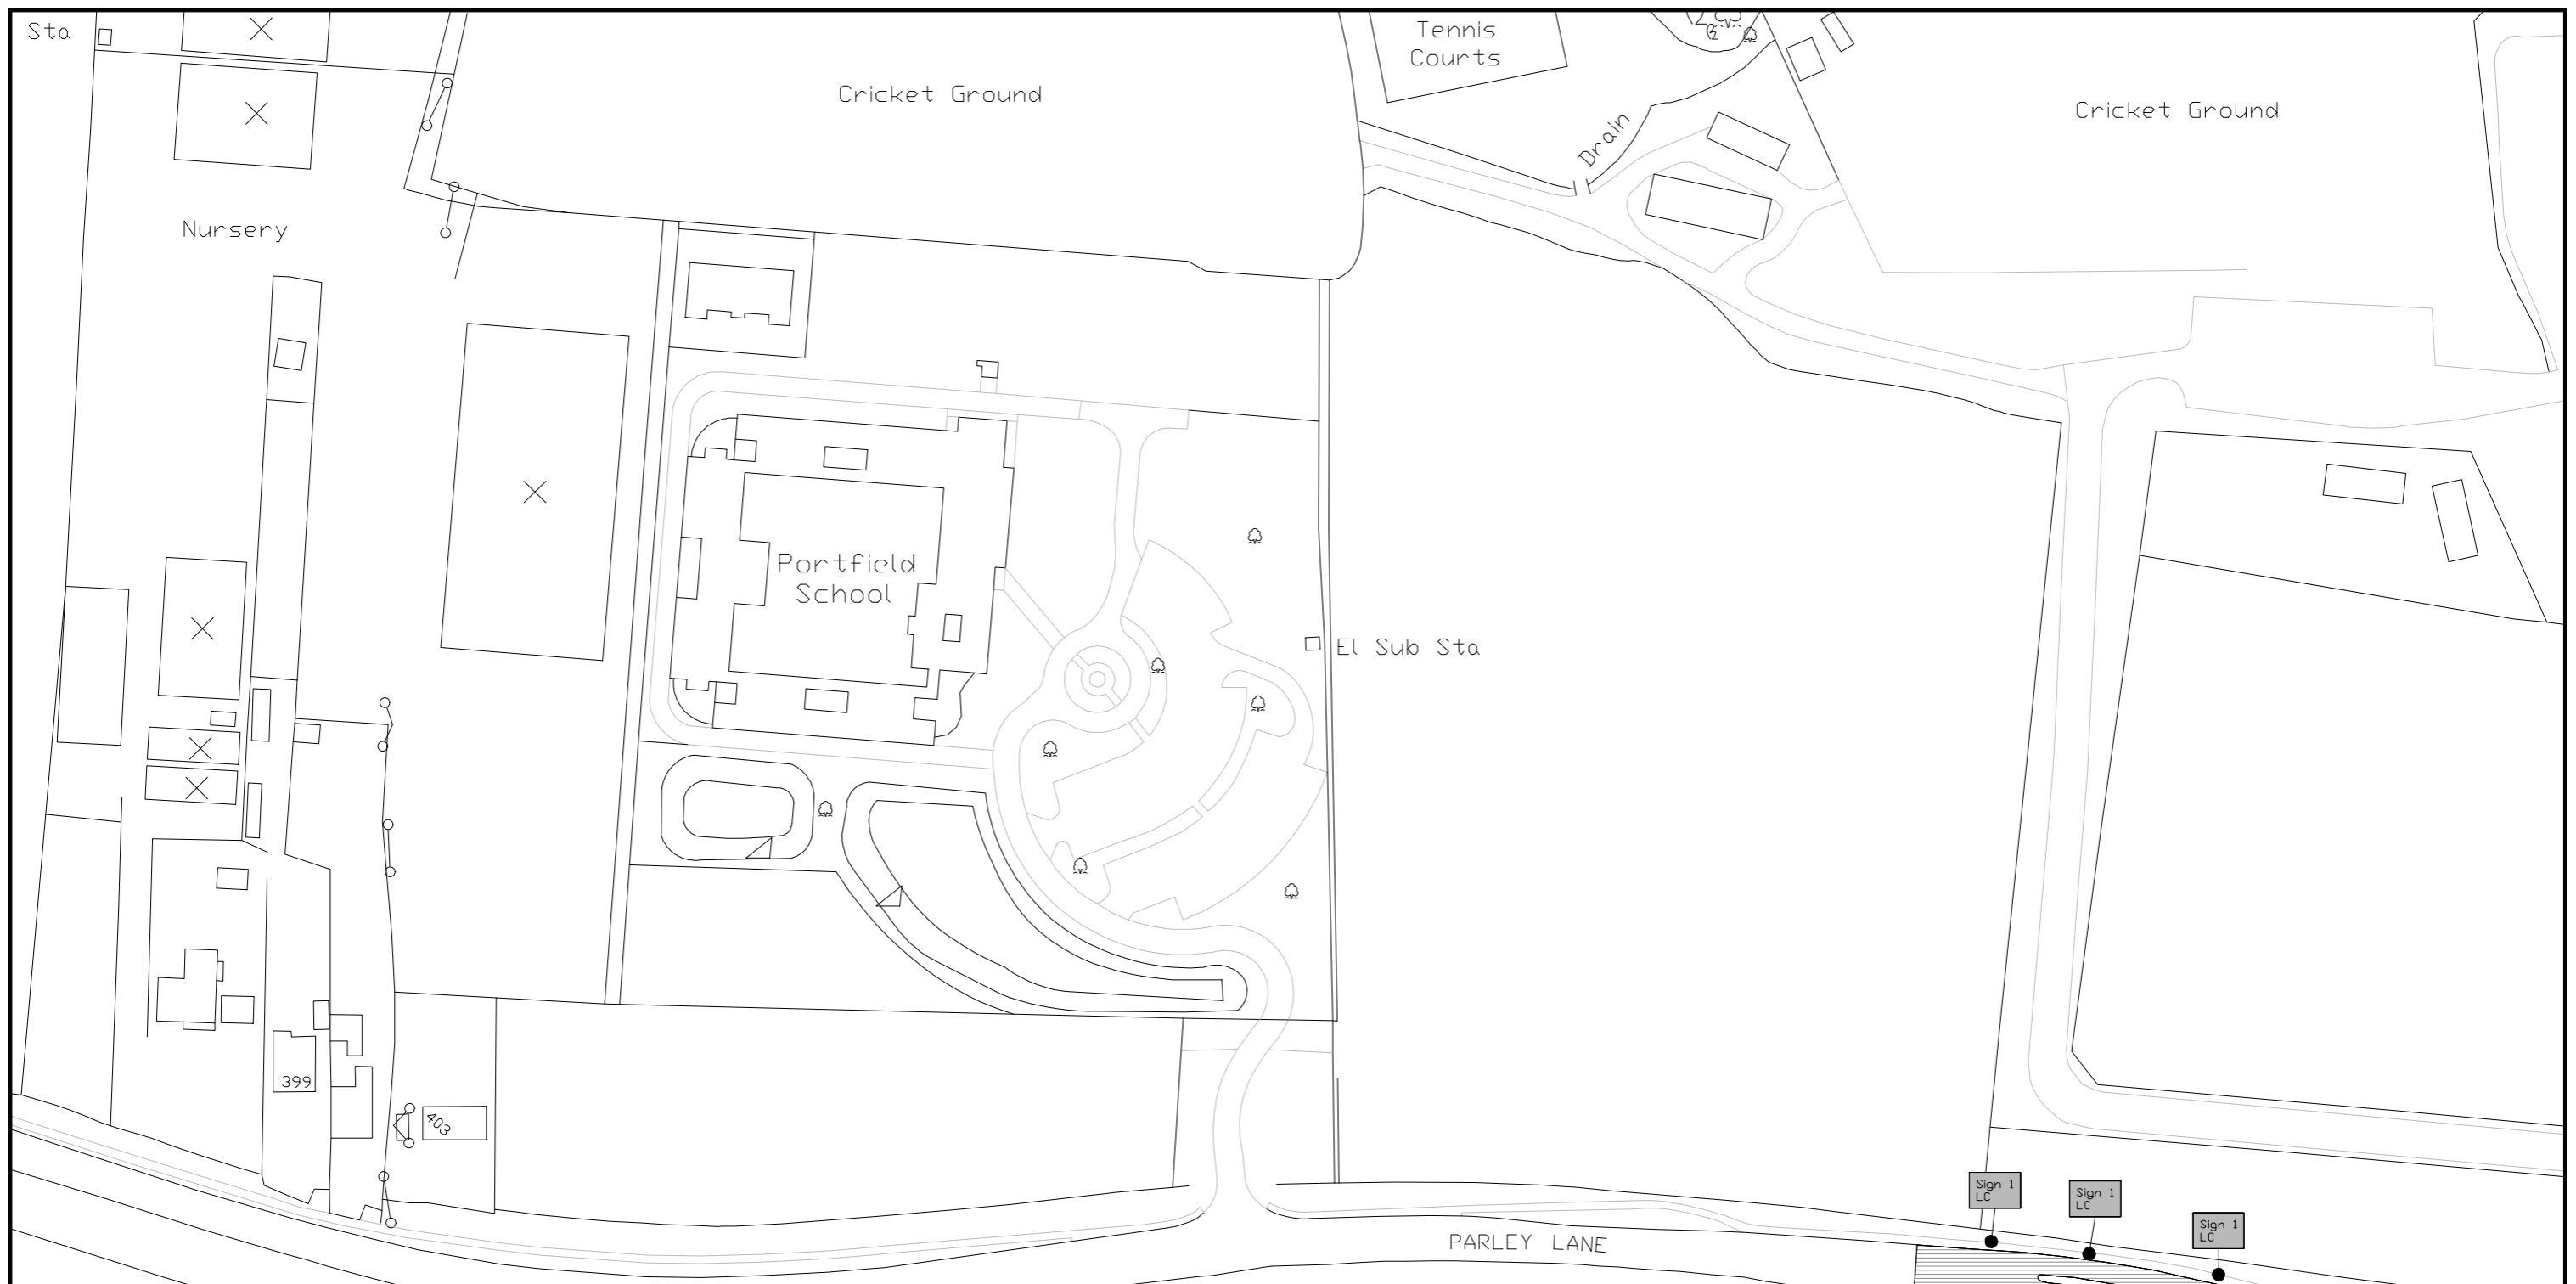 Sta
Tennis
Courts
Cricket Ground
Cricket Ground
Drain
Nursery
Portfield
School
El Sub Sta
399
403
Sign 1
LC
Sign 1
LC
Sign 1
LC
PARLEY LANE